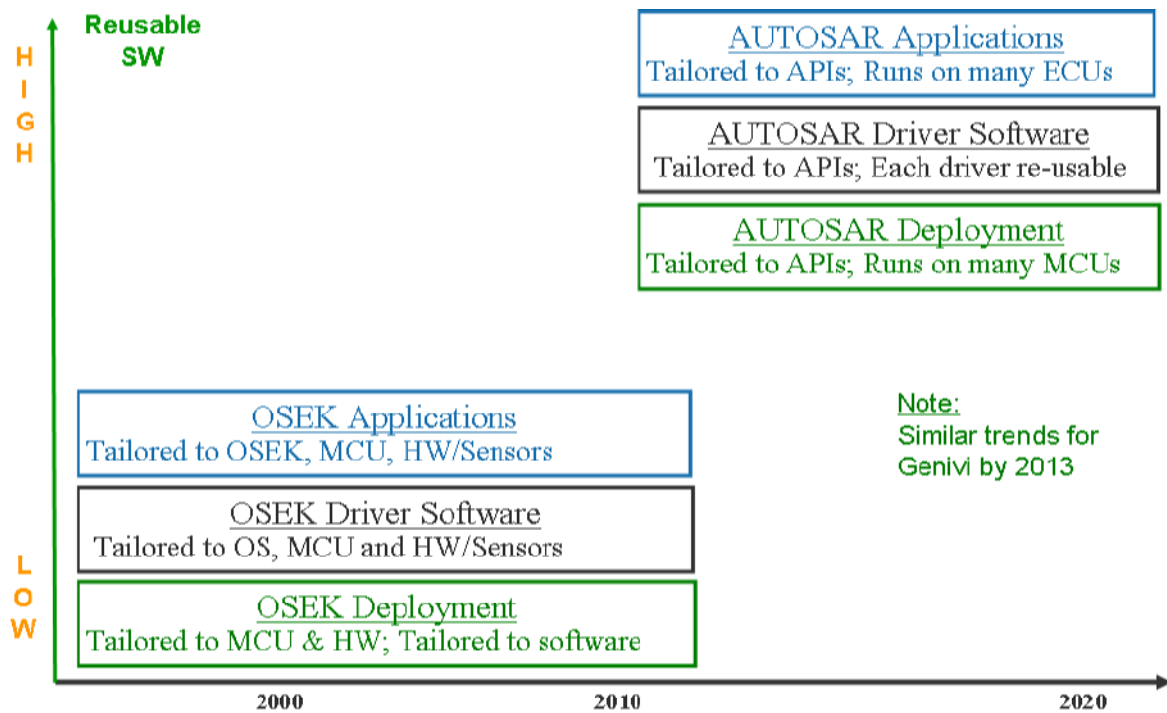 Reusable
SW
HIGH
LOW
AUTOSAR Applications
Tailored to APIs; Runs on many ECUs
AUTOSAR Driver Software
Tailored to APIs; Each driver re-usable
AUTOSAR Deployment
Tailored to APIs; Runs on many MCUs
OSEK Applications
Tailored to OSEK, MCU, HW/Sensors
OSEK Driver Software
Tailored to OS, MCU and HW/Sensors
OSEK Deployment
Tailored to MCU & HW; Tailored to software
Note:
Similar trends for
Genivi by 2013
2000
2010
2020